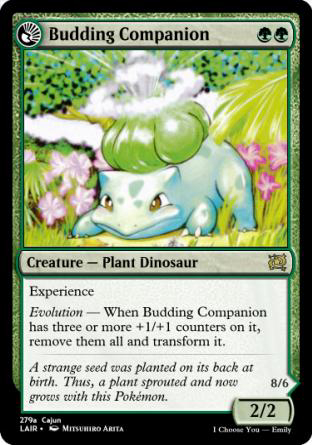 Budding Companion
Creature — Plant Dinosaur
Experience
Evolution — When Budding Companion
has three or more +1/+1 counters on it,
remove them all and transform it.
A strange seed was planted on its back at
birth. Thus, a plant sprouted and now
grows with this Pokémon.
8/6
2/2
279a Cajun
LAIR • Mitsuhiro Arita
I Choose You — Emily